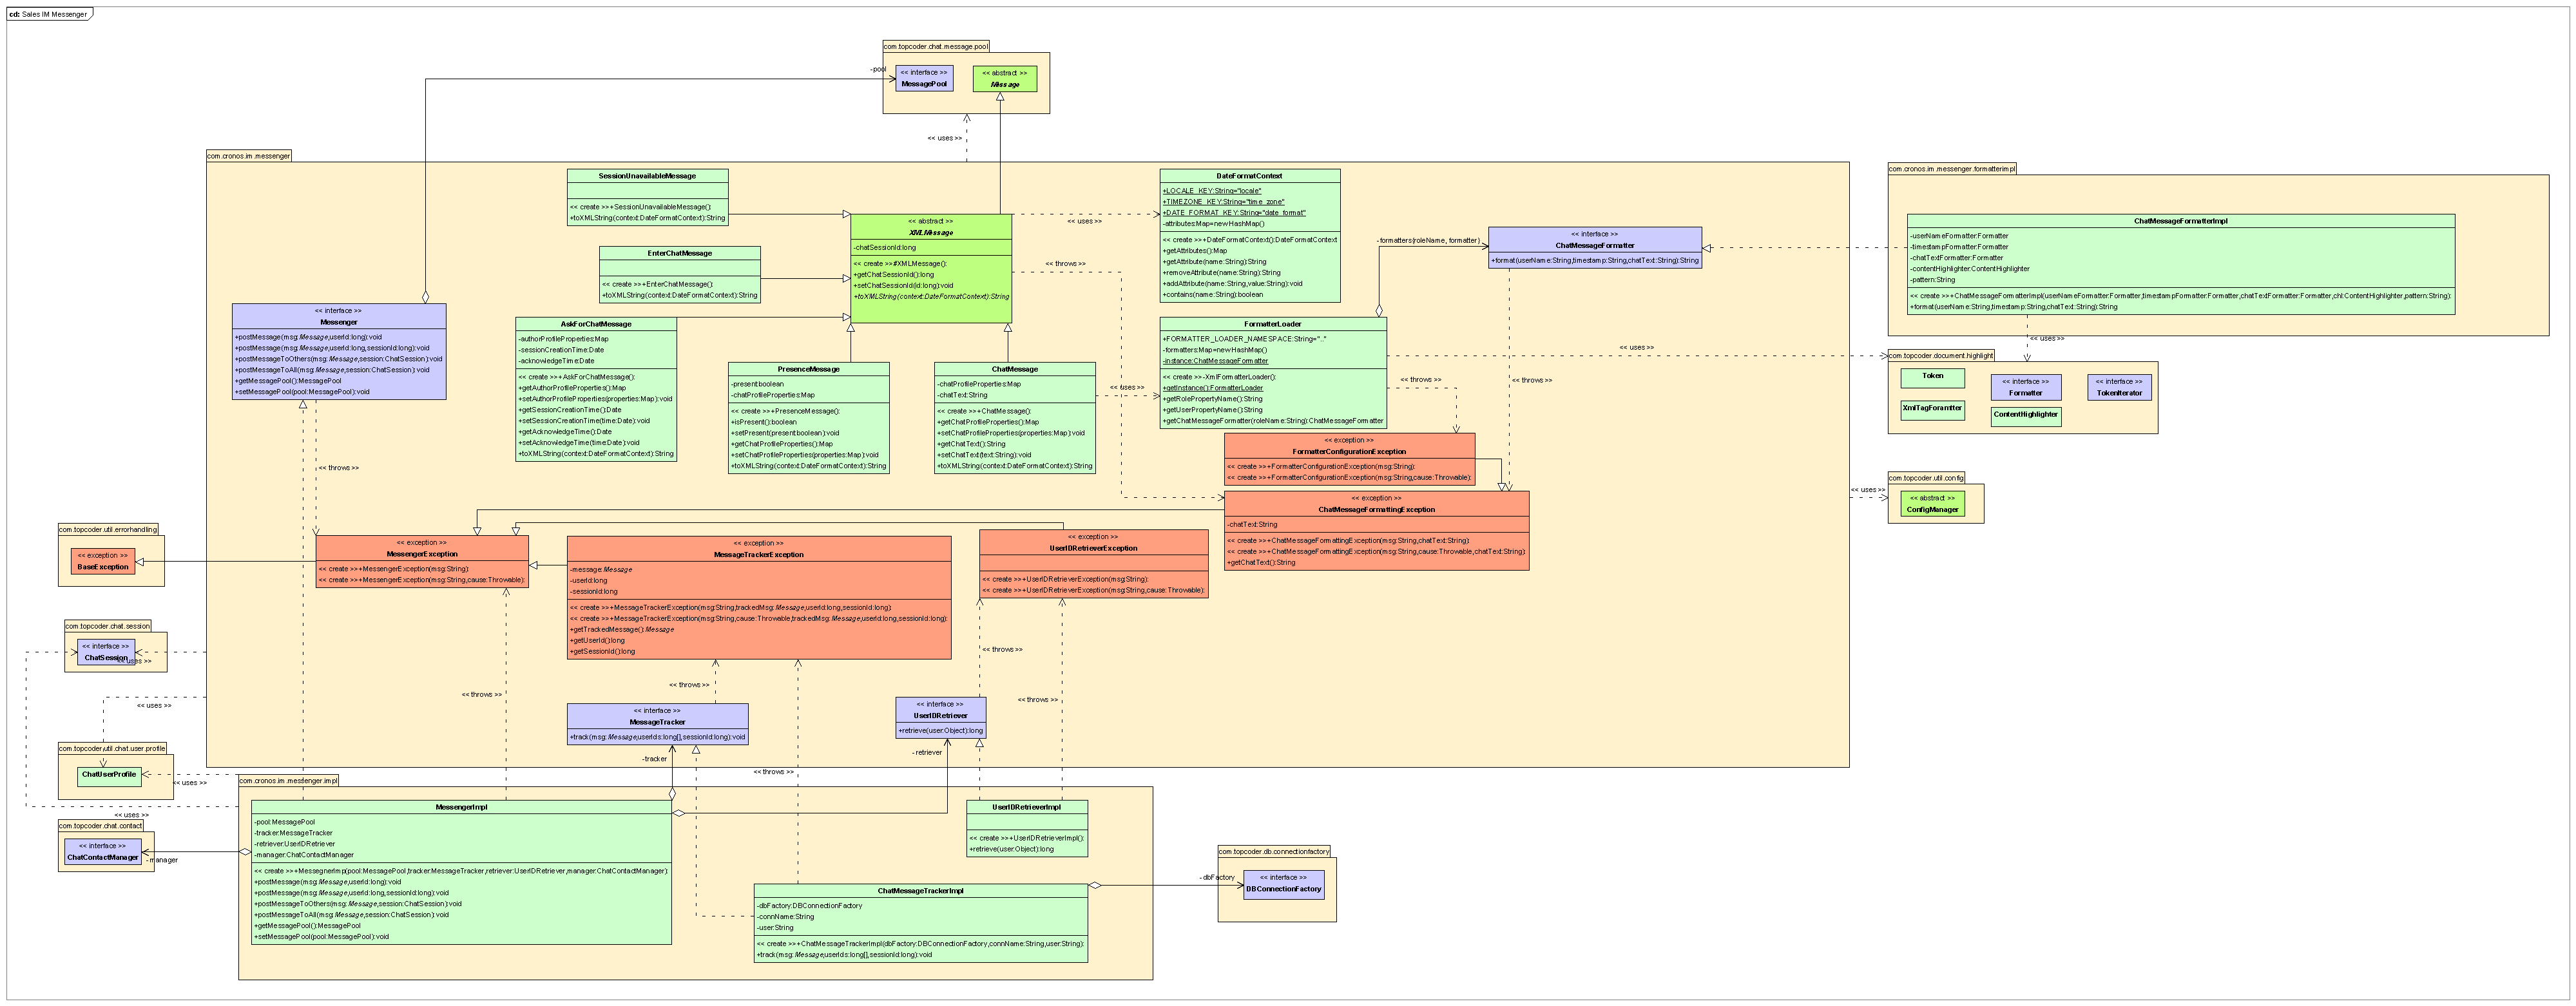 cd: Sales IM Messenger
com.topcoder.chat.message.pool
<< interface >>
MessagePool
<< abstract >>
Message
-pool
<< uses >>
com.cronos.im.messenger
SessionUnavailableMessage
<< create >>+SessionUnavailableMessage():
+toXMLString(context:DateFormatContext):String
EnterChatMessage
<< create >>+EnterChatMessage():
+toXMLString(context:DateFormatContext):String
<< abstract >>
XMLMessage
-chatSessionId:long
<< create >>#XMLMessage():
+getChatSessionId():long
+setChatSessionId(id:long):void
+toXMLString(context:DateFormatContext):String
<< uses >>
<< throws >>
DateFormatContext
+LOCALE_KEY:String="locale"
+TIMEZONE_KEY:String="time_zone"
+DATE_FORMAT_KEY:String="date_format"
-attributes:Map=new HashMap()
<< create >>+DateFormatContext():DateFormatContext
+getAttributes():Map
+getAttribute(name:String):String
+removeAttribute(name:String):String
+addAttribute(name:String,value:String):void
+contains(name:String):boolean
-formatters(roleName, formatter)
<< interface >>
ChatMessageFormatter
+format(userName:String,timestamp:String,chatText:String):String
com.cronos.im.messenger.formatterimpl
ChatMessageFormatterImpl
-userNameFormatter:Formatter
-timestampFormatter:Formatter
-chatTextFormatter:Formatter
-contentHighlighter:ContentHighlighter
-pattern:String
<< create >>+ChatMessageFormatterImpl(userNameFormatter:Formatter,timestampFormatter:Formatter,chatTextFormatter:Formatter,chl:ContentHighlighter,pattern:String):
+format(userName:String,timestamp:String,chatText:String):String
<< uses >>
<< interface >>
Messenger
+postMessage(msg:Message,userId:long):void
+postMessage(msg:Message,userId:long,sessionId:long):void
+postMessageToOthers(msg:Message,session:ChatSession):void
+postMessageToAll(msg:Message,session:ChatSession):void
+getMessagePool():MessagePool
+setMessagePool(pool:MessagePool):void
<< throws >>
AskForChatMessage
-authorProfileProperties:Map
-sessionCreationTime:Date
-acknowledgeTime:Date
<< create >>+AskForChatMessage():
+getAuthorProfileProperties():Map
+setAuthorProfileProperties(properties:Map):void
+getSessionCreationTime():Date
+setSessionCreationTime(time:Date):void
+getAcknowledgeTime():Date
+setAcknowledgeTime(time:Date):void
+toXMLString(context:DateFormatContext):String
PresenceMessage
-present:boolean
-chatProfileProperties:Map
<< create >>+PresenceMessage():
+isPresent():boolean
+setPresent(present:boolean):void
+getChatProfileProperties():Map
+setChatProfileProperties(properties:Map):void
+toXMLString(context:DateFormatContext):String
ChatMessage
-chatProfileProperties:Map
-chatText:String
<< create >>+ChatMessage():
+getChatProfileProperties():Map
+setChatProfileProperties(properties:Map):void
+getChatText():String
+setChatText(text:String):void
+toXMLString(context:DateFormatContext):String
<< uses >>
FormatterLoader
+FORMATTER_LOADER_NAMESPACE:String=".."
-formatters:Map=new HashMap()
-instance:ChatMessageFormatter
<< create >>-XmlFormatterLoader():
+getInstance():FormatterLoader
+getRolePropertyName():String
+getUserPropertyName():String
+getChatMessageFormatter(roleName:String):ChatMessageFormatter
<< throws >>
<< throws >>
<< uses >>
com.topcoder.document.highlight
Token
<< interface >>
Formatter
<< interface >>
TokenIterator
XmlTagForamtter
ContentHighlighter
<< exception >>
FormatterConfigurationException
<< create >>+FormatterConfigurationException(msg:String):
<< create >>+FormatterConfigurationException(msg:String,cause:Throwable):
<< exception >>
ChatMessageFormattingException
-chatText:String
<< create >>+ChatMessageFormattingException(msg:String,chatText:String):
<< create >>+ChatMessageFormattingException(msg:String,cause:Throwable,chatText:String):
+getChatText():String
<< uses >>
com.topcoder.util.config
<< abstract >>
ConfigManager
com.topcoder.util.errorhandling
<< exception >>
BaseException
<< exception >>
MessengerException
<< create >>+MessengerException(msg:String):
<< create >>+MessengerException(msg:String,cause:Throwable):
<< exception >>
MessageTrackerException
-message:Message
-userId:long
-sessionId:long
<< create >>+MessageTrackerException(msg:String,trackedMsg:Message,userId:long,sessionId:long):
<< create >>+MessageTrackerException(msg:String,cause:Throwable,trackedMsg:Message,userId:long,sessionId:long):
+getTrackedMessage():Message
+getUserId():long
+getSessionId():long
<< exception >>
UserIDRetrieverException
<< create >>+UserIDRetrieverException(msg:String):
<< create >>+UserIDRetrieverException(msg:String,cause:Throwable):
com.topcoder.chat.session
<< interface >>
ChatSession
<< uses >>
<< uses >>
<< throws >>
<< throws >>
<< throws >>
<< throws >>
<< interface >>
MessageTracker
+track(msg:Message,userIds:long[],sessionId:long):void
<< interface >>
UserIDRetriever
+retrieve(user:Object):long
-tracker
-retriever
<< throws >>
com.topcoder.util.chat.user.profile
ChatUserProfile
<< uses >>
<< uses >>
com.topcoder.chat.contact
<< interface >>
ChatContactManager
-manager
com.cronos.im.messenger.impl
MessengerImpl
-pool:MessagePool
-tracker:MessageTracker
-retriever:UserIDRetriever
-manager:ChatContactManager
<< create >>+MessegnerImp(pool:MessagePool,tracker:MessageTracker,retriever:UserIDRetriever,manager:ChatContactManager):
+postMessage(msg:Message,userId:long):void
+postMessage(msg:Message,userId:long,sessionId:long):void
+postMessageToOthers(msg:Message,session:ChatSession):void
+postMessageToAll(msg:Message,session:ChatSession):void
+getMessagePool():MessagePool
+setMessagePool(pool:MessagePool):void
UserIDRetrieverImpl
<< create >>+UserIDRetrieverImpl():
+retrieve(user:Object):long
ChatMessageTrackerImpl
-dbFactory:DBConnectionFactory
-connName:String
-user:String
<< create >>+ChatMessageTrackerImpl(dbFactory:DBConnectionFactory,connName:String,user:String):
+track(msg:Message,userIds:long[],sessionId:long):void
-dbFactory
com.topcoder.db.connectionfactory
<< interface >>
DBConnectionFactory